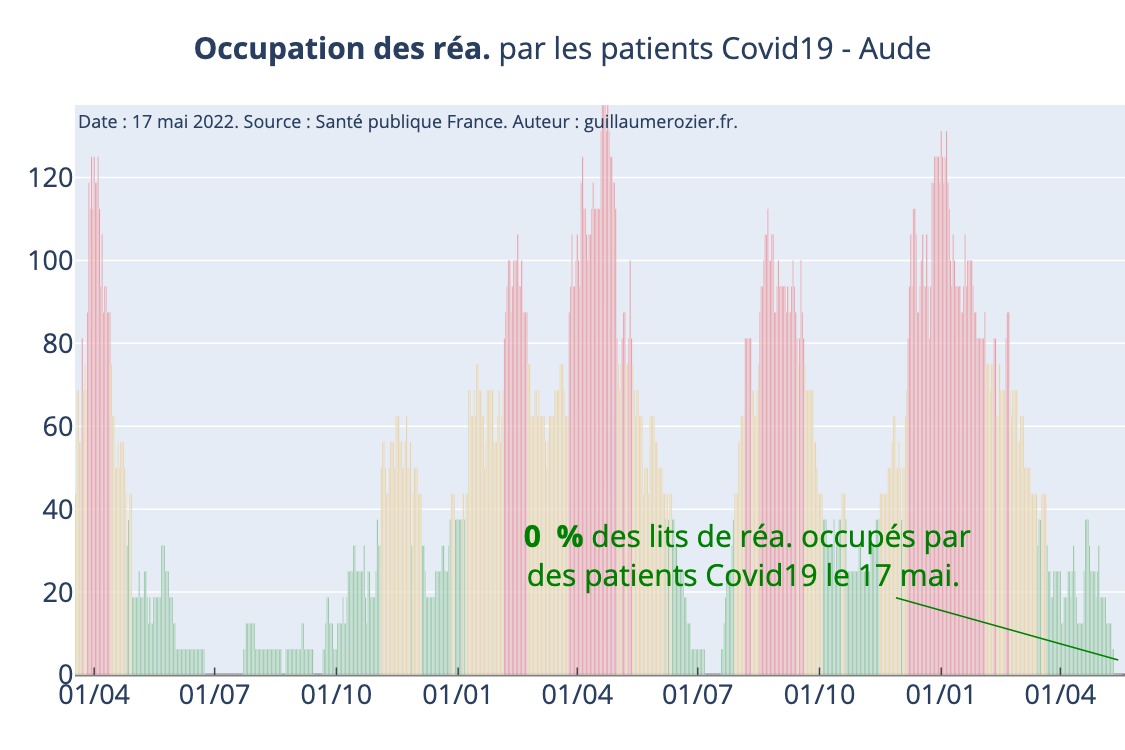 Occupation des réa. par les patients Covid19 - Aude
Date : 17 mai 2022. Source : Santé publique France. Auteur : guillaumerozier.fr.
120
100
80
60
40
20
0
0 % des lits de réa. occupés par
des patients Covid19 le 17 mai.
01/04 01/07 01/10 01/01 01/04 01/07 01/10 01/01 01/04